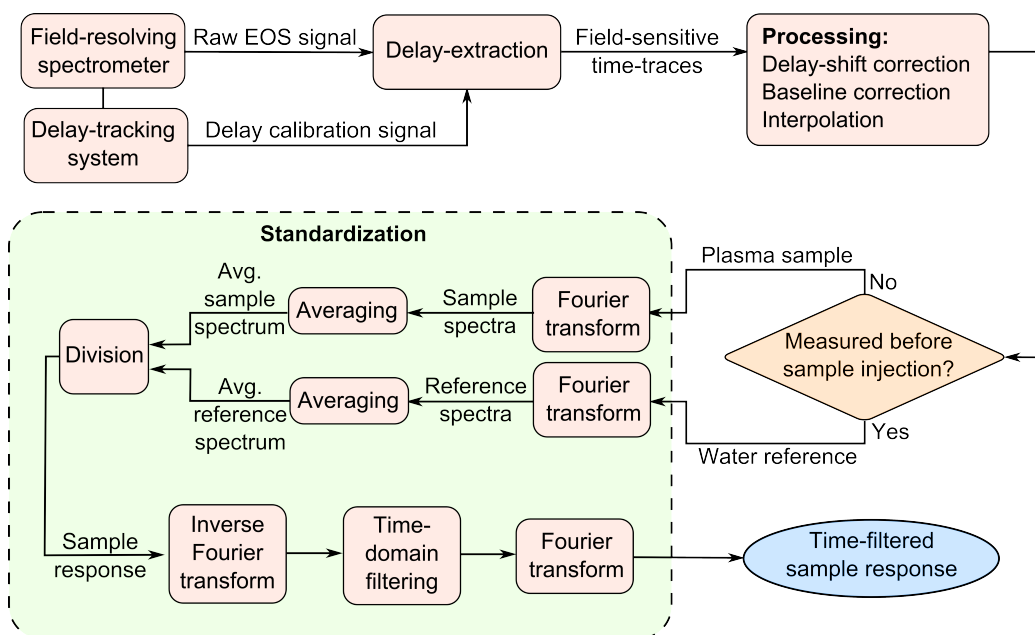 Field-resolving
spectrometer
Raw EOS signal
Delay-extraction
Field-sensitive
time-traces
Processing:
Delay-shift correction
Baseline correction
Interpolation
Delay-tracking
system
Delay calibration signal
Standardization
Plasma sample
No
Avg.
sample
spectrum
Averaging
Sample
spectra
Fourier
transform
Measured before
sample injection?
Division
Avg.
reference
spectrum
Averaging
Reference
spectra
Fourier
transform
Yes
Water reference
Sample
response
Inverse
Fourier
transform
Time-
domain
filtering
Fourier
transform
Time-filtered
sample response